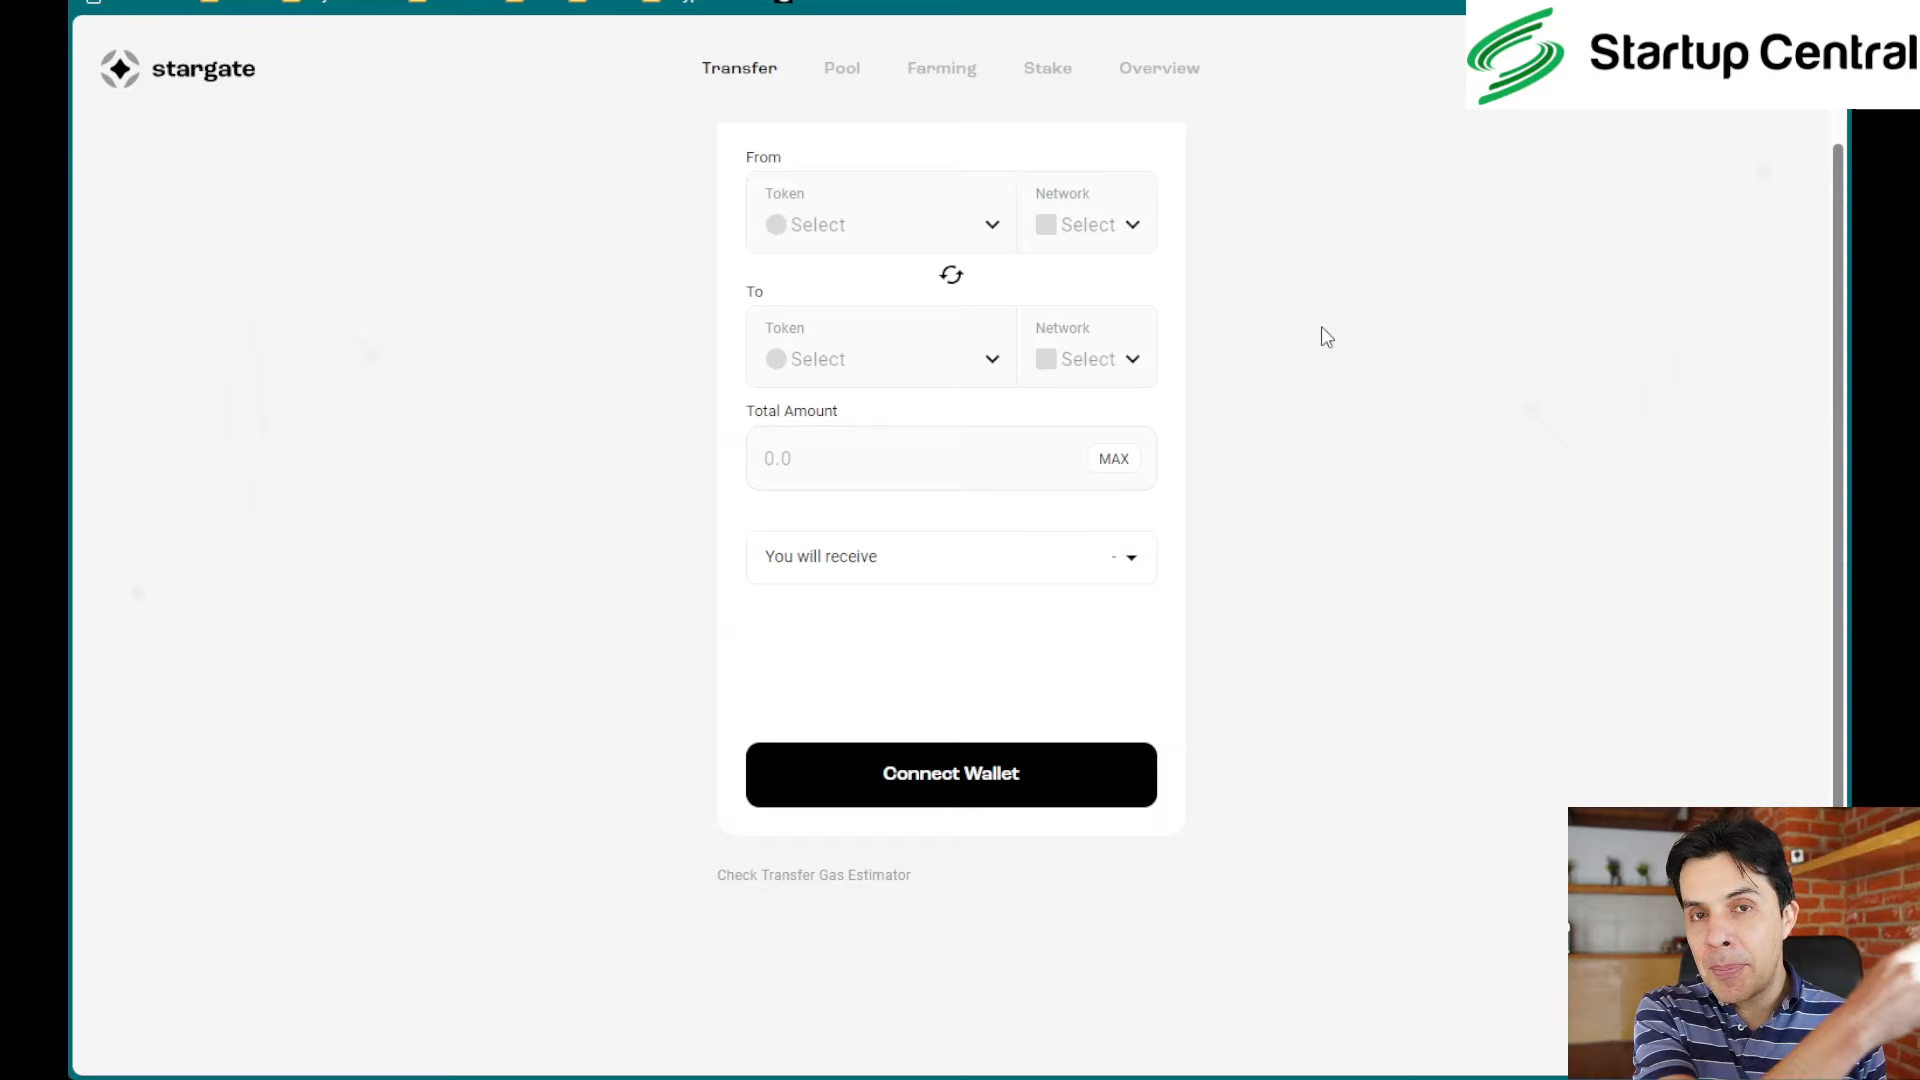 Startup Central
stargate
Transfer
Pool
Farming
Stake
Overview
From
Token
Network
Select
Select
To
Token
Network
Select
Select
Total Amount
0.0
MAX
You will receive
-
Connect Wallet
Check Transfer Gas Estimator